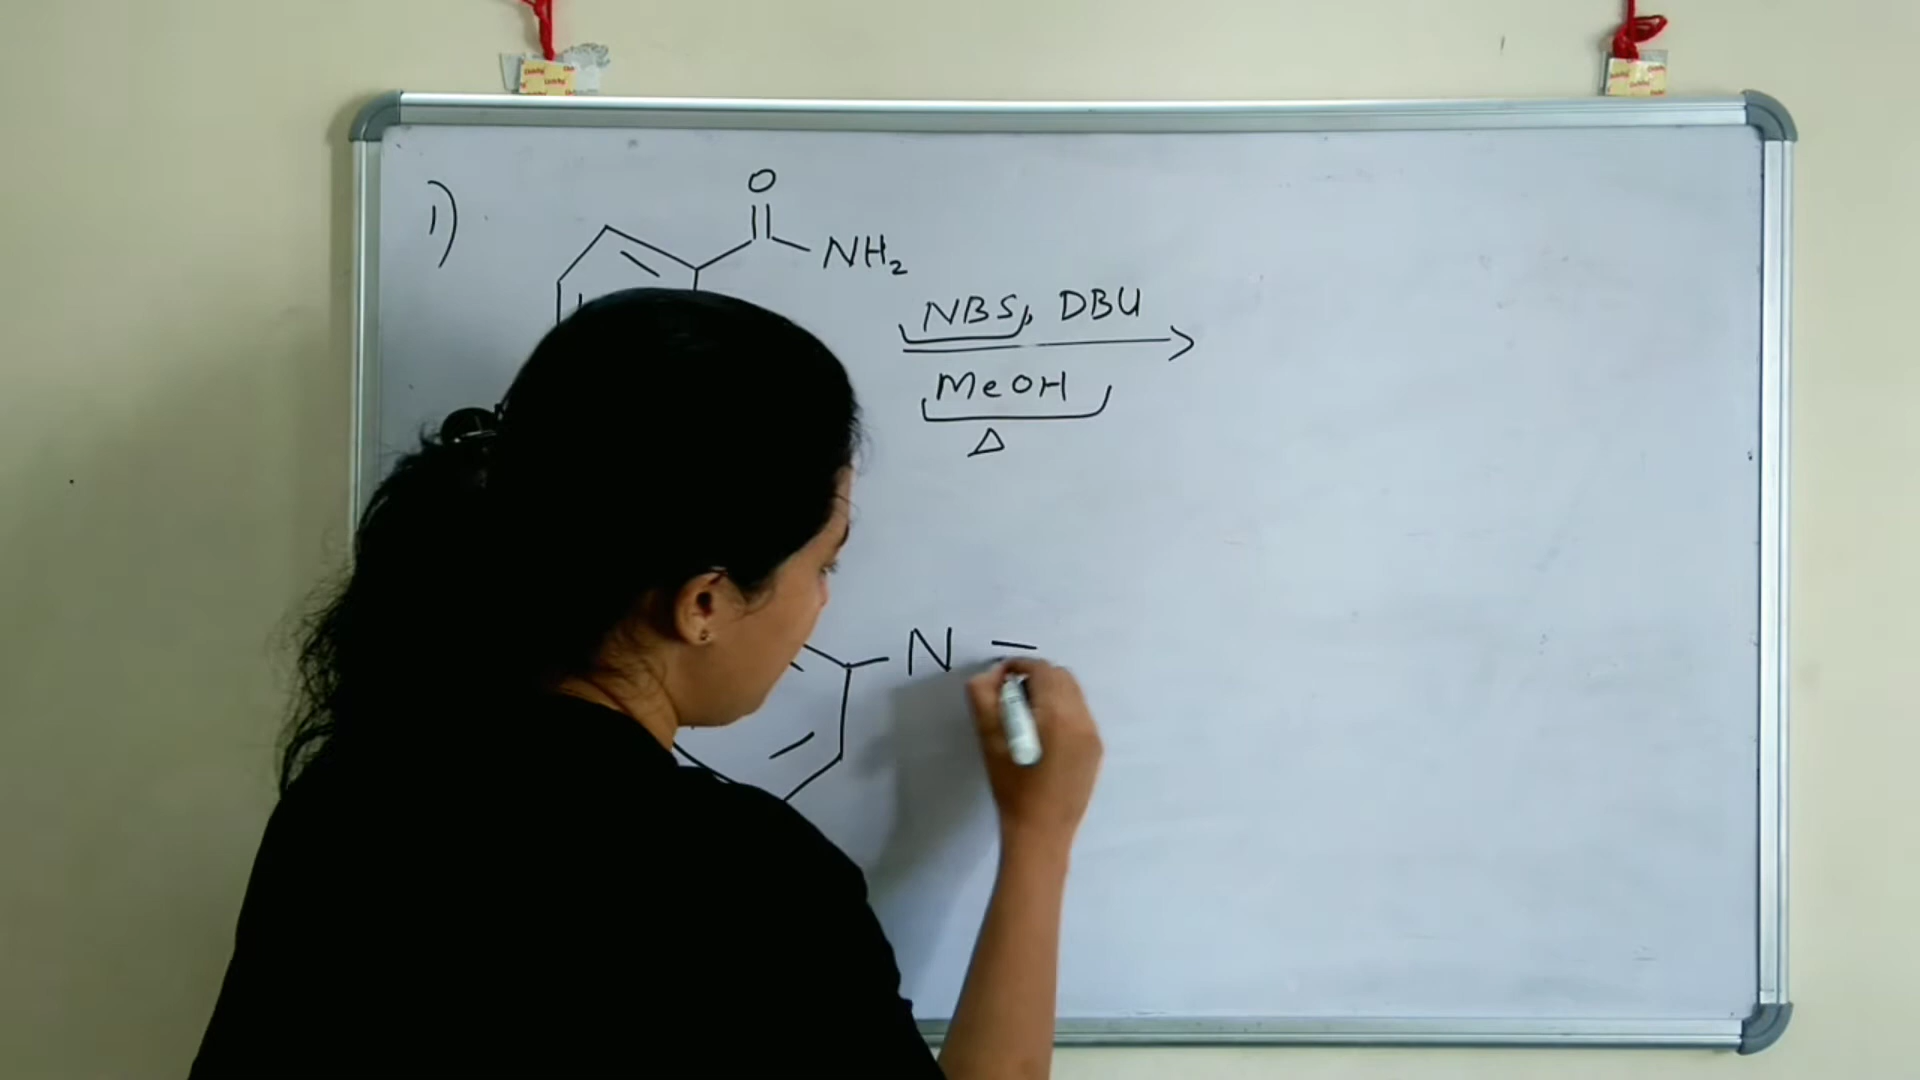 1)
O
NH₂
NBS, DBU
MeOH
Δ
N =